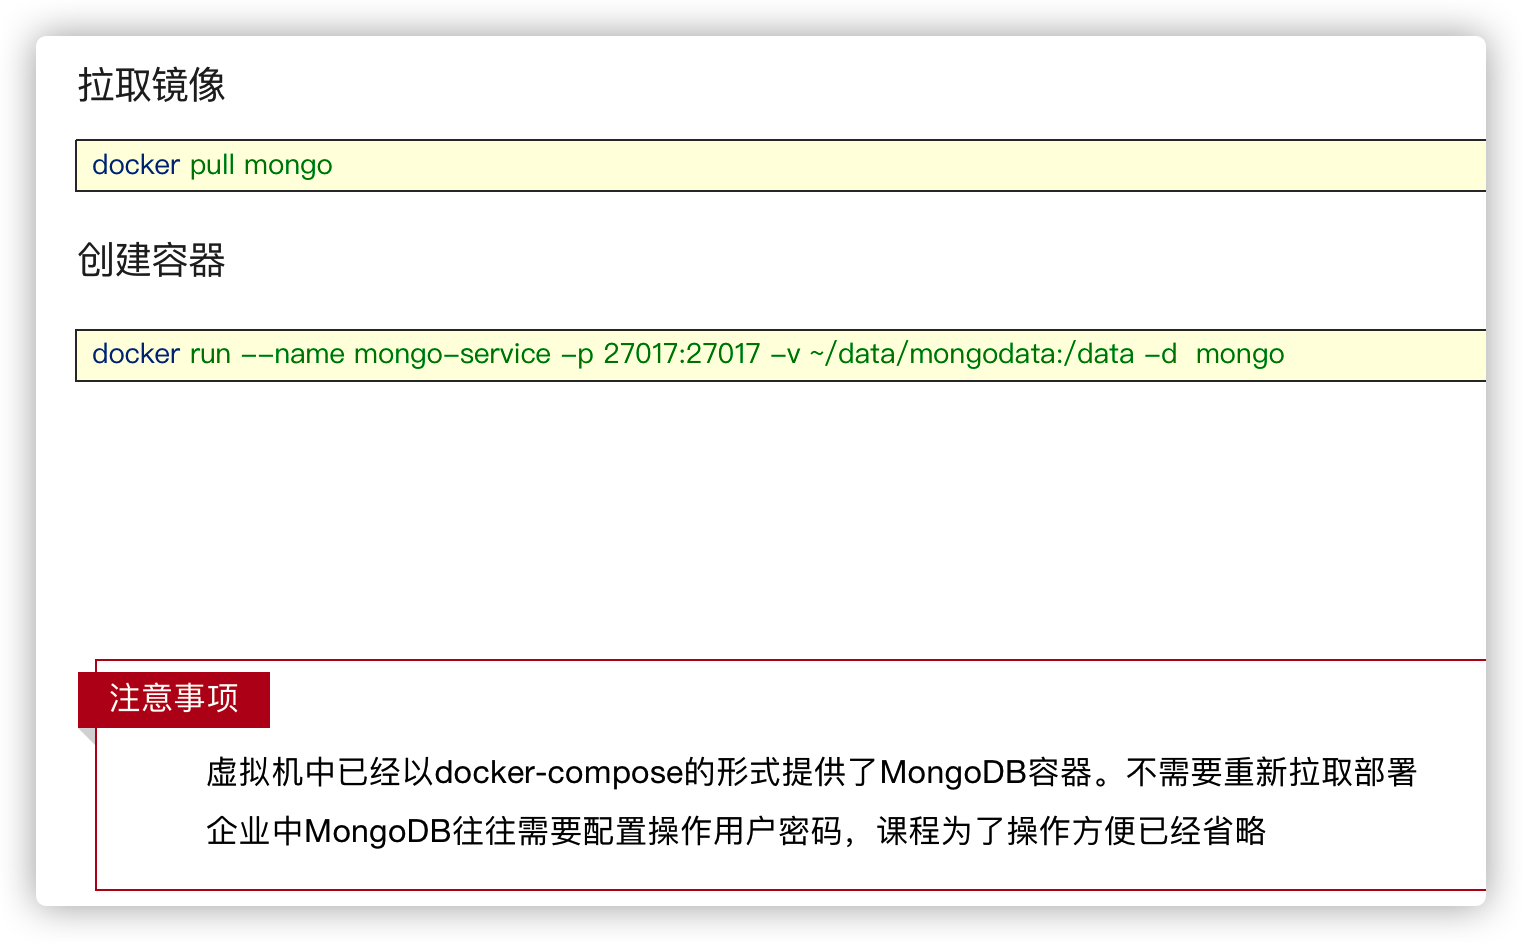 拉取镜像
docker pull mongo
创建容器
docker run --name mongo-service -p 27017:27017 -v ~/data/mongodata:/data -d  mongo
注意事项
虚拟机中已经以docker-compose的形式提供了MongoDB容器。不需要重新拉取部署
企业中MongoDB往往需要配置操作用户密码，课程为了操作方便已经省略